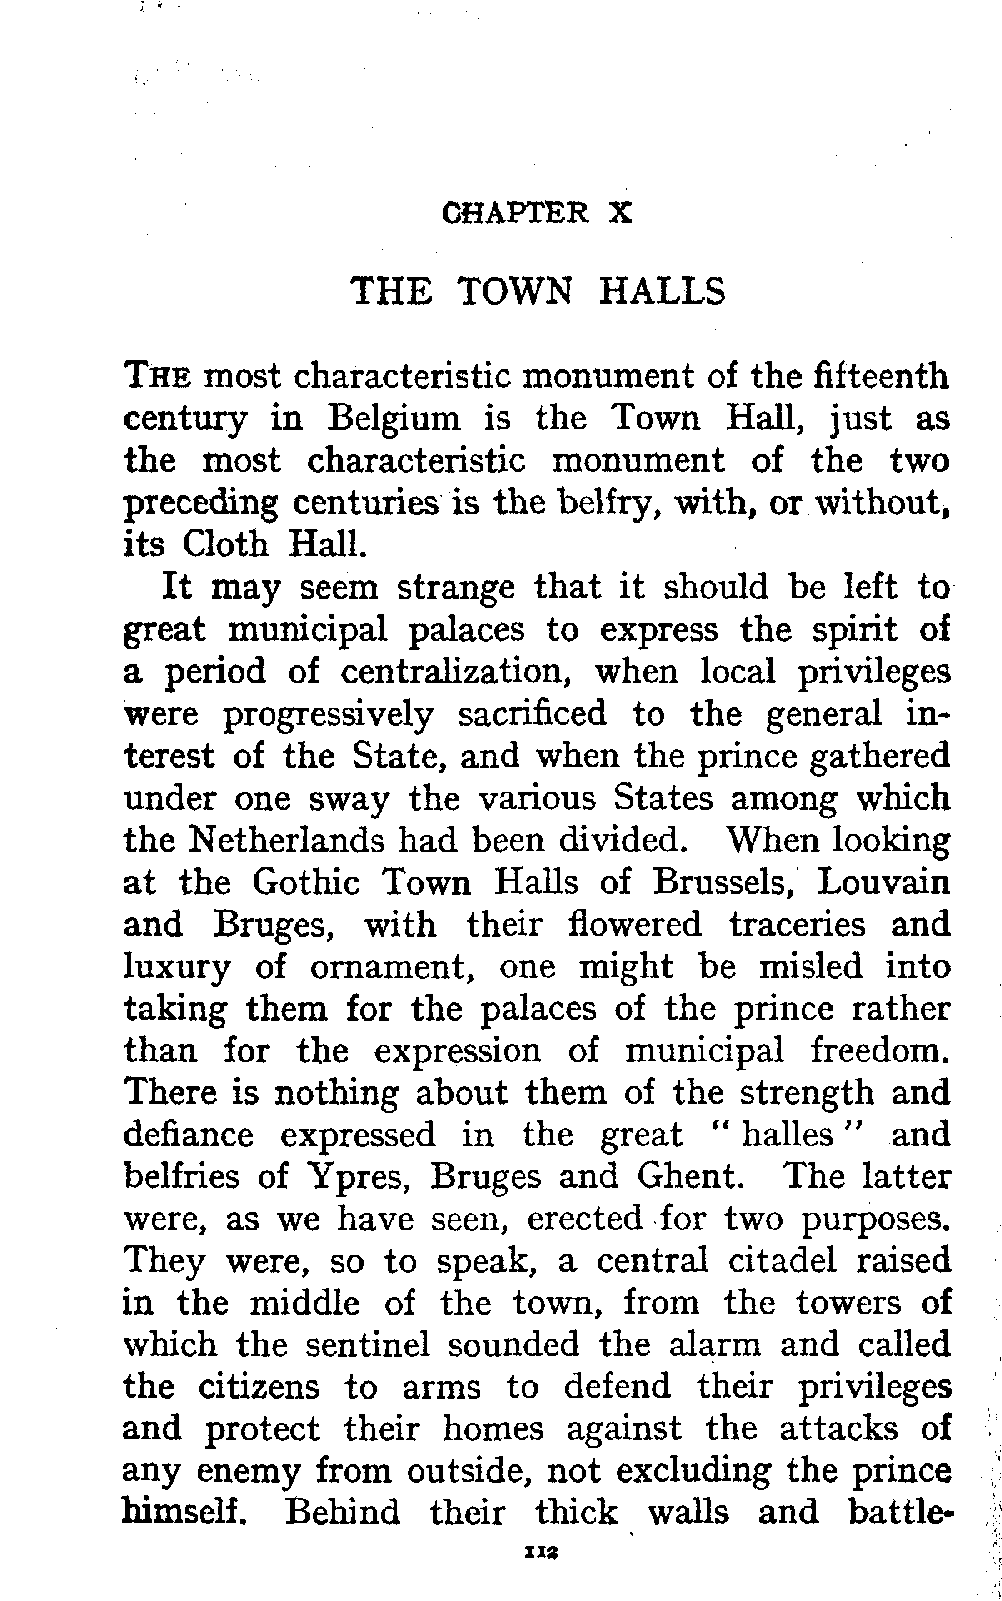 CHAPTER X
THE TOWN HALLS
THE most characteristic monument of the fifteenth
century in Belgium is the Town Hall, just as
the most characteristic monument of the two
preceding centuries is the belfry, with, or without,
its Cloth Hall.
It may seem strange that it should be left to
great municipal palaces to express the spirit of
a period of centralization, when local privileges
were progressively sacrificed to the general in-
terest of the State, and when the prince gathered
under one sway the various States among which
the Netherlands had been divided. When looking
at the Gothic Town Halls of Brussels, Louvain
and Bruges, with their flowered traceries and
luxury of ornament, one might be misled into
taking them for the palaces of the prince rather
than for the expression of municipal freedom.
There is nothing about them of the strength and
defiance expressed in the great " halles " and
belfries of Ypres, Bruges and Ghent. The latter
were, as we have seen, erected for two purposes.
They were, so to speak, a central citadel raised
in the middle of the town, from the towers of
which the sentinel sounded the alarm and called
the citizens to arms to defend their privileges
and protect their homes against the attacks of
any enemy from outside, not excluding the prince
himself. Behind their thick walls and battle-
112